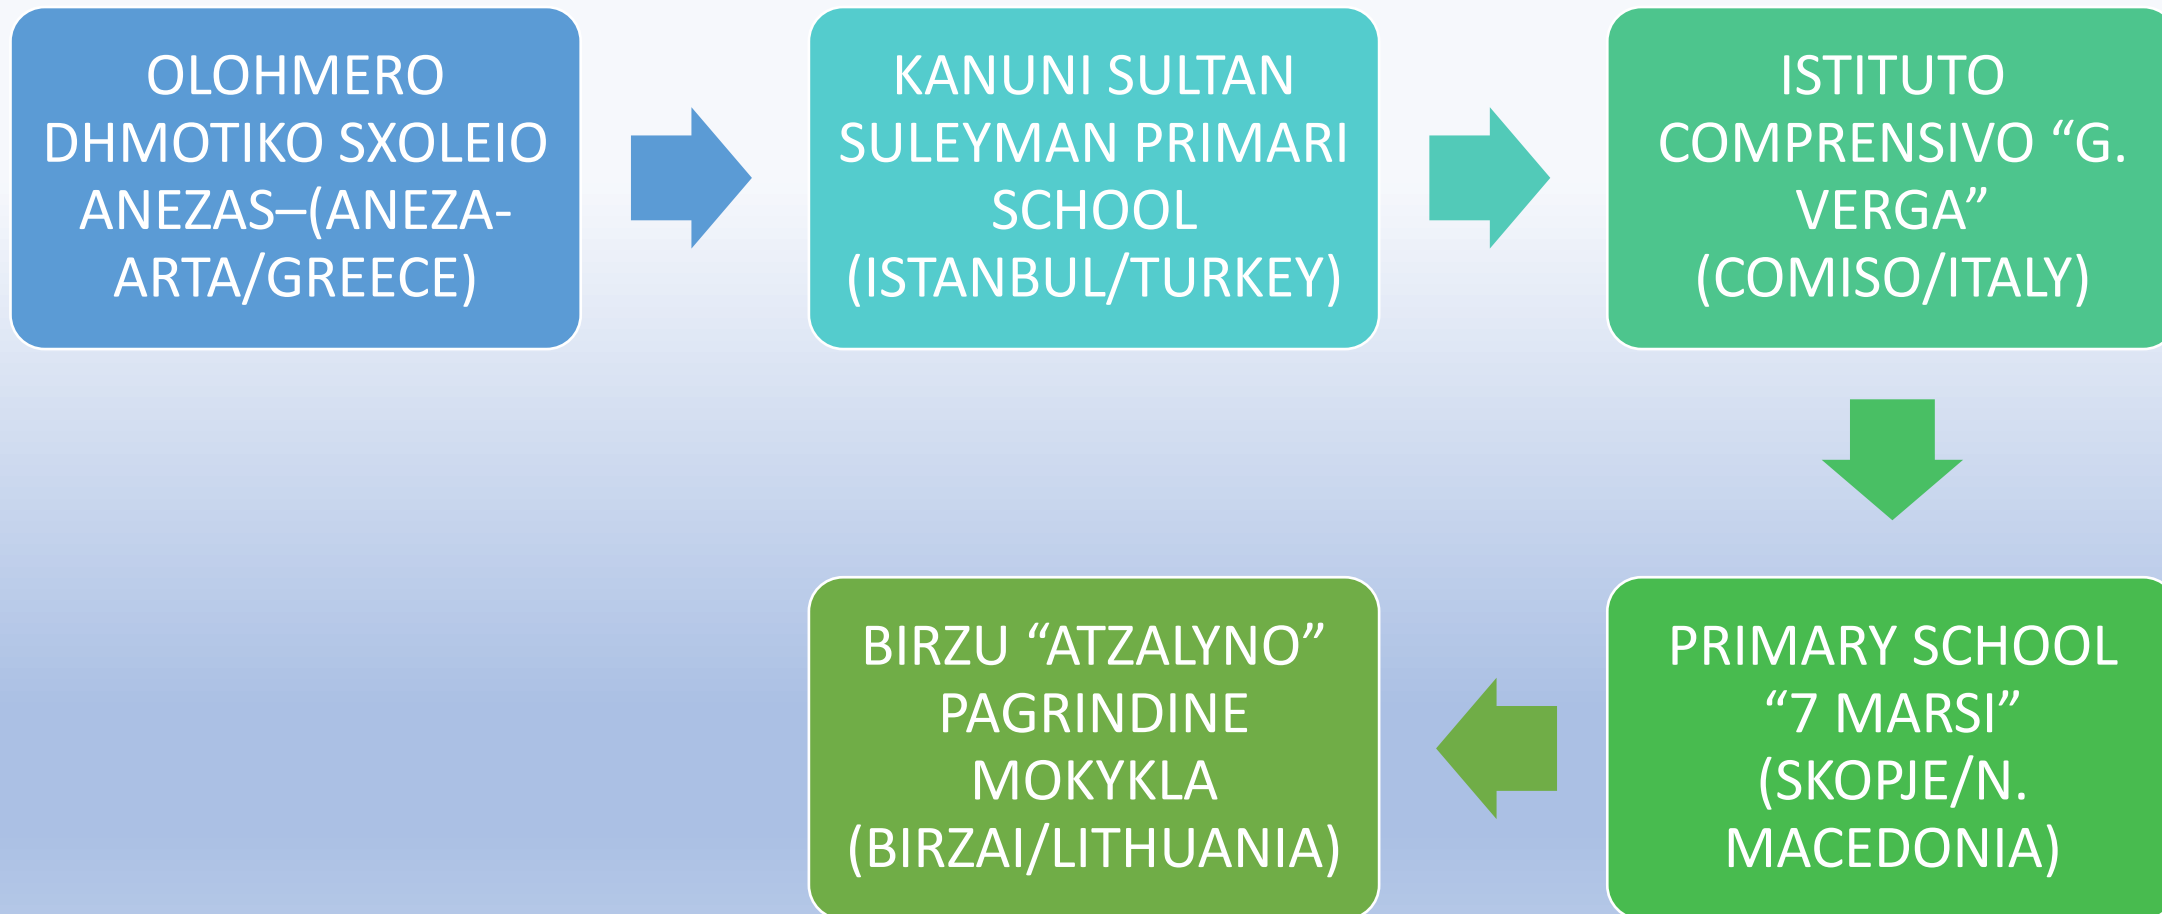 OLOHMERO
DHMOTIKO SXOLEIO
ANEZAS–(ANEZA-
ARTA/GREECE)
KANUNI SULTAN
SULEYMAN PRIMARI
SCHOOL
(ISTANBUL/TURKEY)
ISTITUTO
COMPRENSIVO “G.
VERGA”
(COMISO/ITALY)
PRIMARY SCHOOL
“7 MARSI”
(SKOPJE/N.
MACEDONIA)
BIRZU “ATZALYNO”
PAGRINDINE
MOKYKLA
(BIRZAI/LITHUANIA)